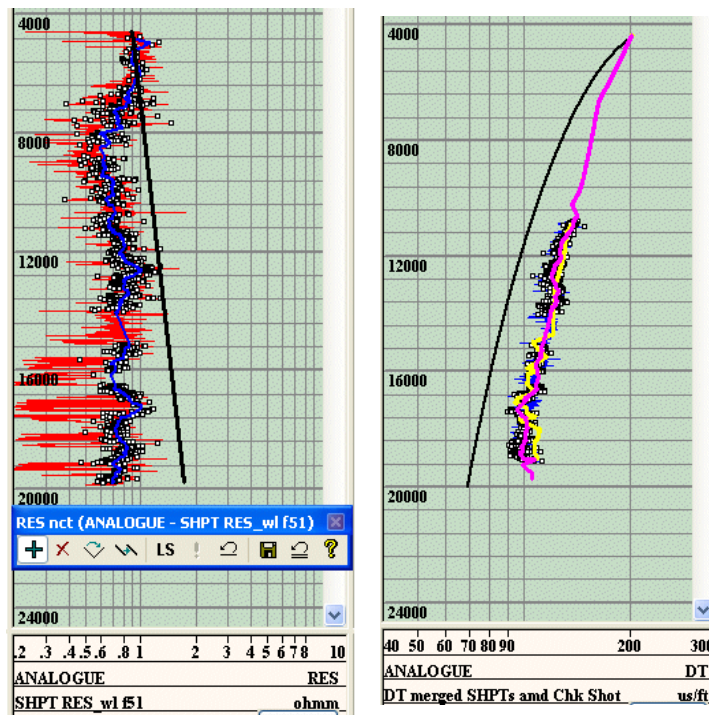 4000
8000
12000
16000
20000
RES nct (ANALOGUE - SHPT RES_wl f51)
LS
24000
.2 .3 .4 .5 .6 .8 1 2 3 4 5 6 7 8 10
ANALOGUE RES
SHPT RES_wl f51 ohmm
4000
8000
12000
16000
20000
24000
40 50 60 70 80 90 200 300
ANALOGUE DT
DT merged SHPTs amd Chk Shot us/ft